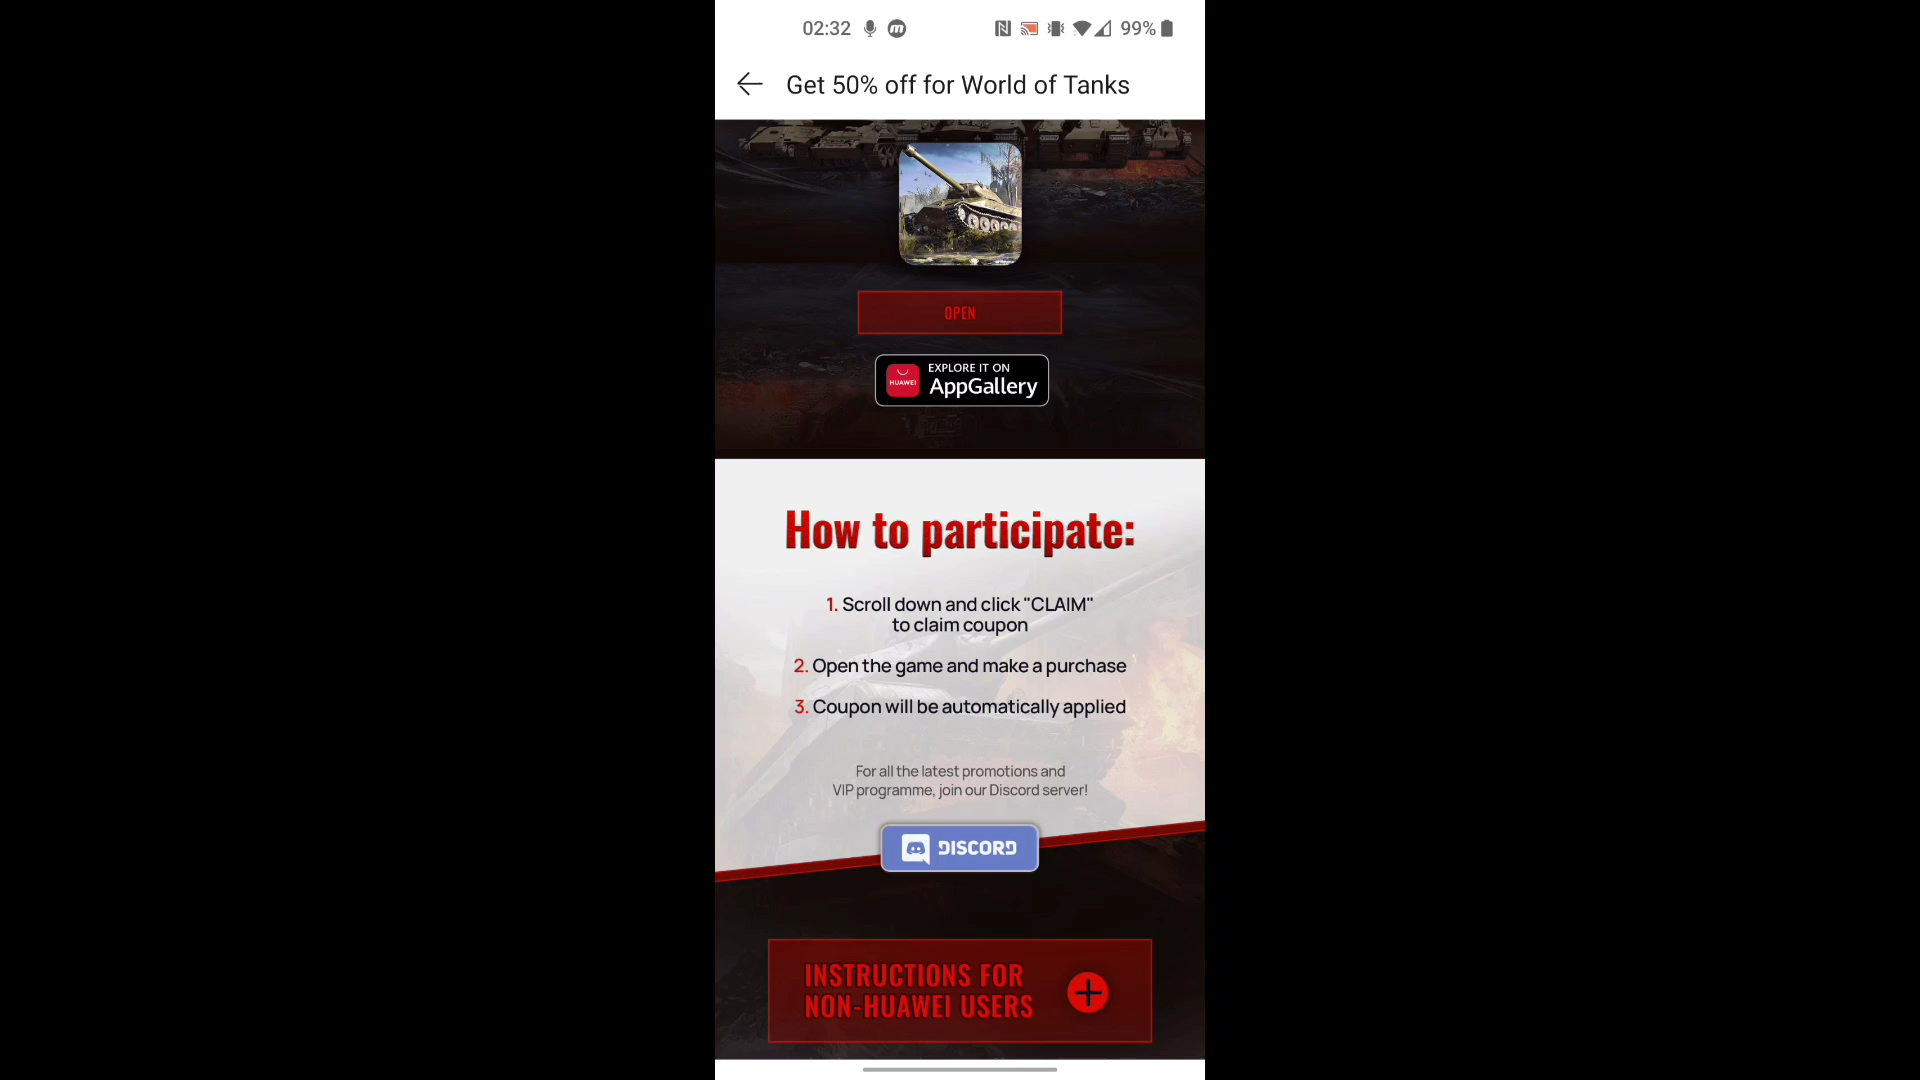 02:32 99%
Get 50% off for World of Tanks
OPEN
HUAWEI
EXPLORE IT ON
AppGallery
How to participate:
1. Scroll down and click "CLAIM"
to claim coupon
2. Open the game and make a purchase
3. Coupon will be automatically applied
For all the latest promotions and
VIP programme, join our Discord server!
DISCORD
INSTRUCTIONS FOR
NON-HUAWEI USERS